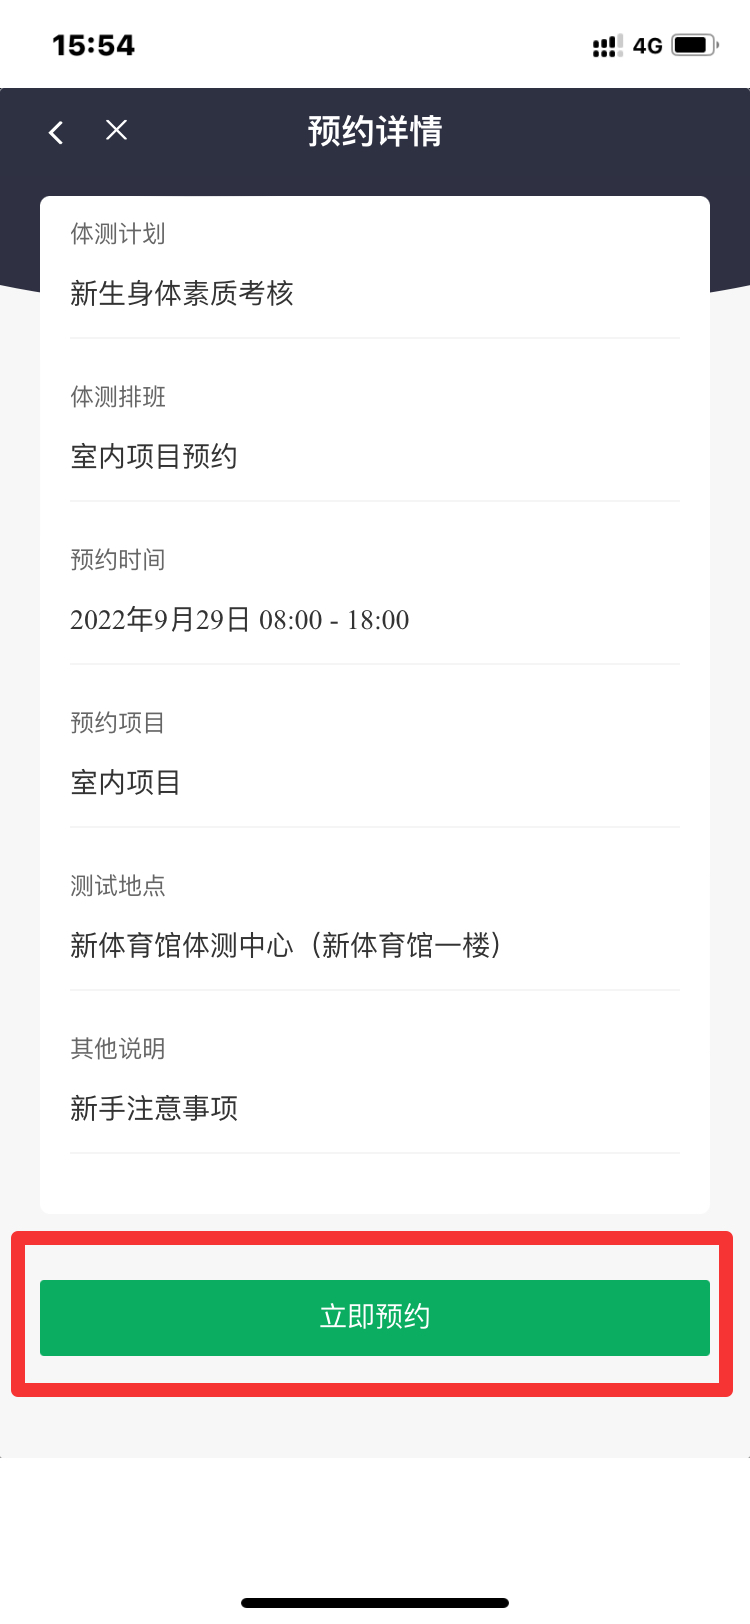 15:54
4G
预约详情
体测计划
新生身体素质考核
体测排班
室内项目预约
预约时间
2022年9月29日 08:00 - 18:00
预约项目
室内项目
测试地点
新体育馆体测中心（新体育馆一楼）
其他说明
新手注意事项
立即预约